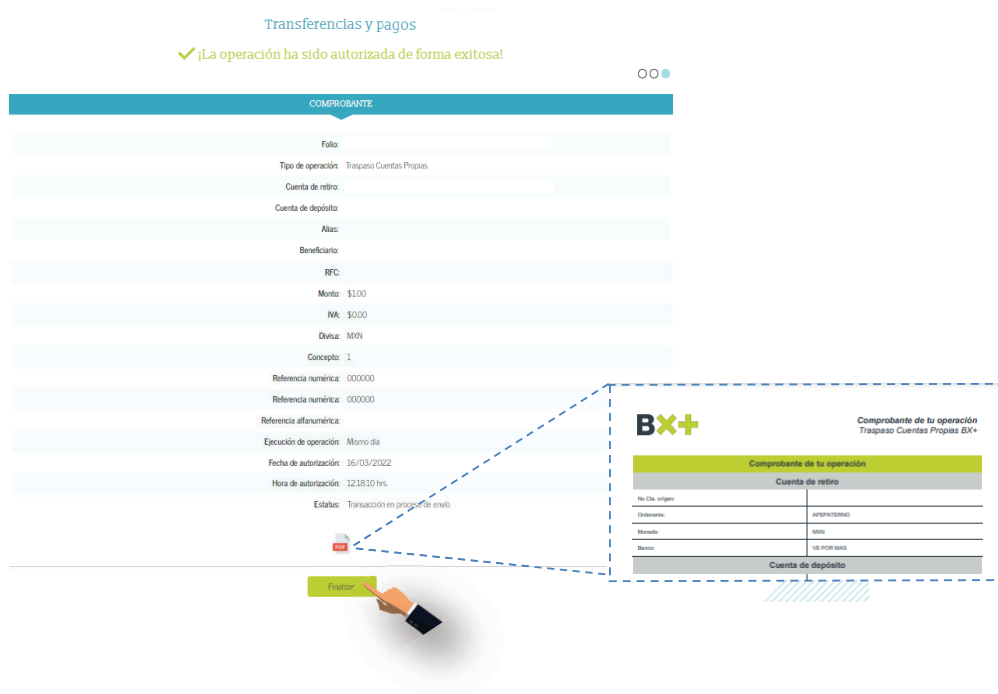 Transferencias y pagos
¡La operación ha sido autorizada de forma exitosa!
COMPROBANTE
Folio:
Tipo de operación: Traspaso Cuentas Propias
Cuenta de retiro:
Cuenta de depósito:
Alias:
Beneficiario:
RFC:
Monto: $1.00
IVA: $0.00
Divisa: MXN
Concepto: 1
Referencia numérica: 000000
Referencia numérica: 000000
Referencia alfanumérica:
Ejecución de operación: Mismo día
Fecha de autorización: 16/03/2022
Hora de autorización: 12:18:10 hrs.
Estatus: Transacción en proceso de envío
PDF
Finalizar
BX+
Comprobante de tu operación
Traspaso Cuentas Propias BX+
Comprobante de tu operación
Cuenta de retiro
No Cta. origen:
Ordenante: APEPATERNO
Moneda: MXN
Banco: VE POR MAS
Cuenta de depósito